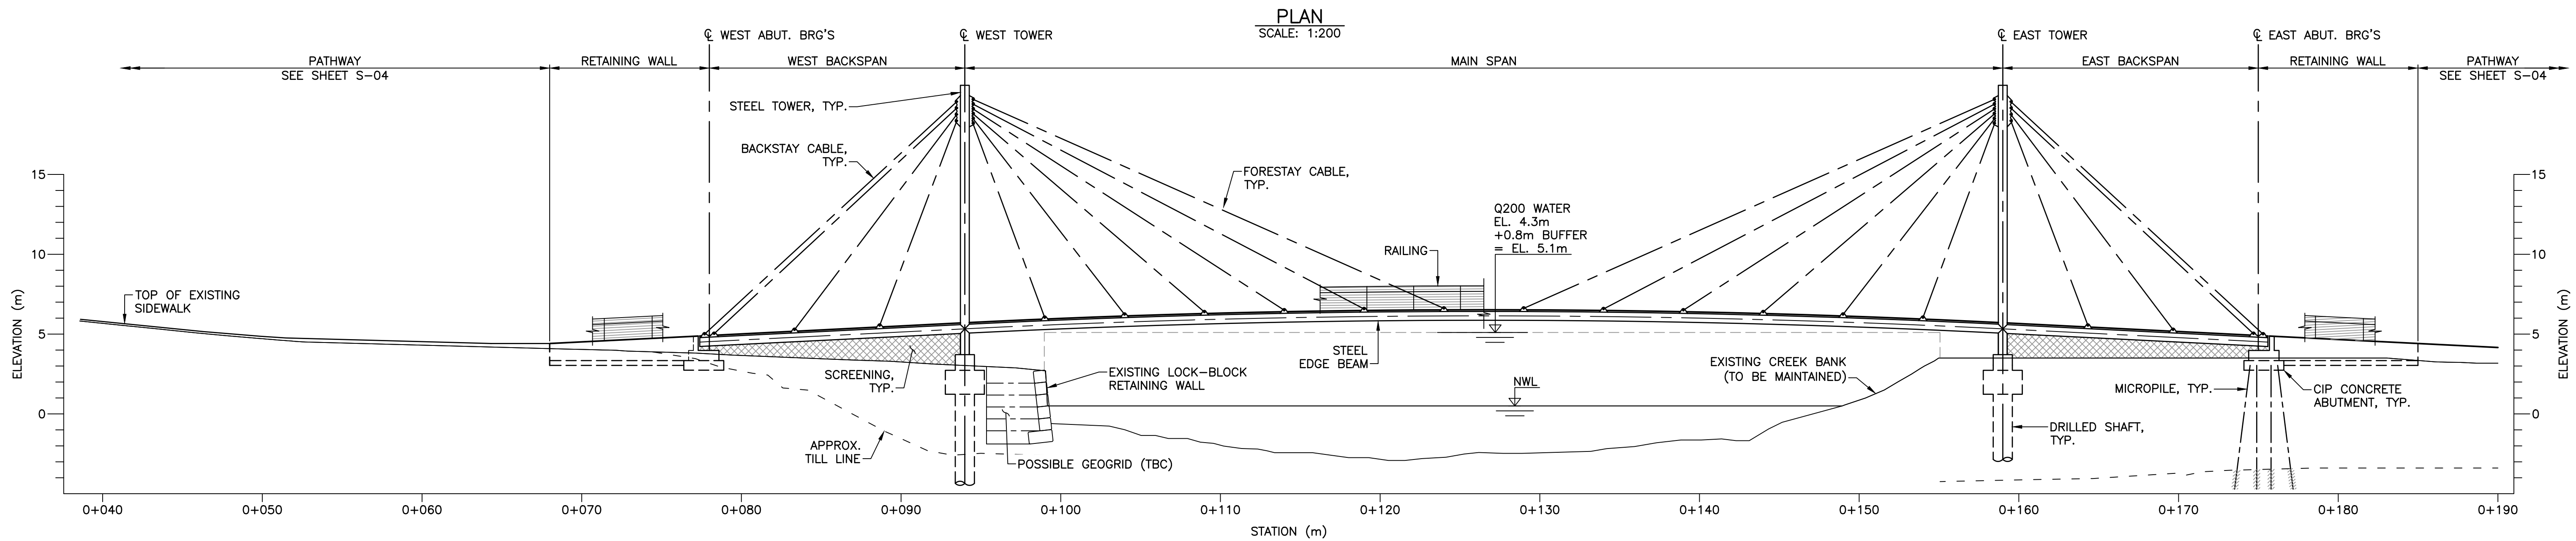 PLAN
SCALE: 1:200
℄ WEST ABUT. BRG'S
℄ WEST TOWER
℄ EAST TOWER
℄ EAST ABUT. BRG'S
PATHWAY
SEE SHEET S-04
RETAINING WALL
WEST BACKSPAN
MAIN SPAN
EAST BACKSPAN
RETAINING WALL
PATHWAY
SEE SHEET S-04
STEEL TOWER, TYP.
BACKSTAY CABLE,
TYP.
FORESTAY CABLE,
TYP.
Q200 WATER
EL. 4.3m
+0.8m BUFFER
= EL. 5.1m
RAILING
TOP OF EXISTING
SIDEWALK
STEEL
EDGE BEAM
SCREENING,
TYP.
EXISTING LOCK-BLOCK
RETAINING WALL
NWL
EXISTING CREEK BANK
(TO BE MAINTAINED)
MICROPILE, TYP.
CIP CONCRETE
ABUTMENT, TYP.
DRILLED SHAFT,
TYP.
APPROX.
TILL LINE
POSSIBLE GEOGRID (TBC)
ELEVATION (m)
15
10
5
0
15
10
5
0
ELEVATION (m)
0+040
0+050
0+060
0+070
0+080
0+090
0+100
0+110
0+120
0+130
0+140
0+150
0+160
0+170
0+180
0+190
STATION (m)